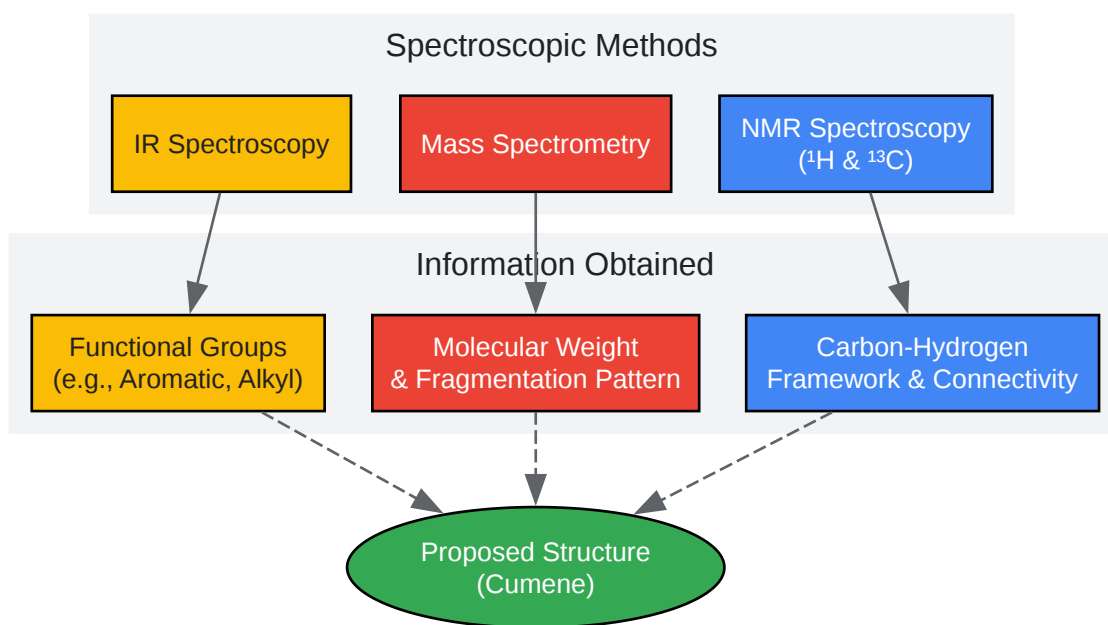 Spectroscopic Methods
IR Spectroscopy
Mass Spectrometry
NMR Spectroscopy
(¹H & ¹³C)
Information Obtained
Functional Groups
(e.g., Aromatic, Alkyl)
Molecular Weight
& Fragmentation Pattern
Carbon-Hydrogen
Framework & Connectivity
Proposed Structure
(Cumene)